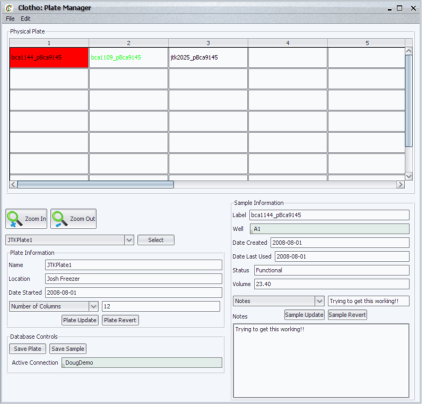 Clotho: Plate Manager
File Edit
Physical Plate
1 2 3 4 5
bca1144_pBca9145 bca1109_pBca9145 jtk2025_pBca9145
Zoom In Zoom Out
JTKPlate1 Select
Plate Information
Name JTKPlate1
Location Josh Freezer
Date Started 2008-08-01
Number of Columns 12
Plate Update Plate Revert
Database Controls
Save Plate Save Sample
Active Connection _DougDemo
Sample Information
Label bca1144_pBca9145
Well _A1
Date Created 2008-08-01
Date Last Used 2008-08-01
Status Functional
Volume 23.40
Notes Trying to get this working!!
Notes Sample Update Sample Revert
Trying to get this working!!